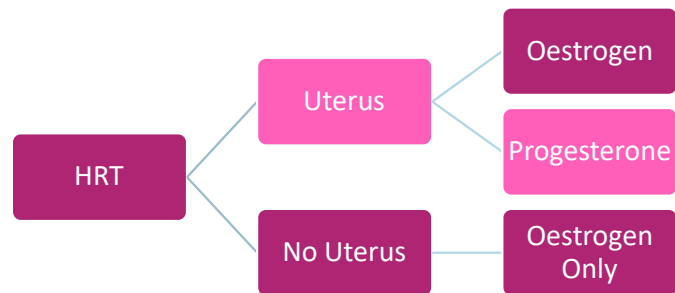 HRT
Uterus
Oestrogen
Progesterone
No Uterus
Oestrogen
Only